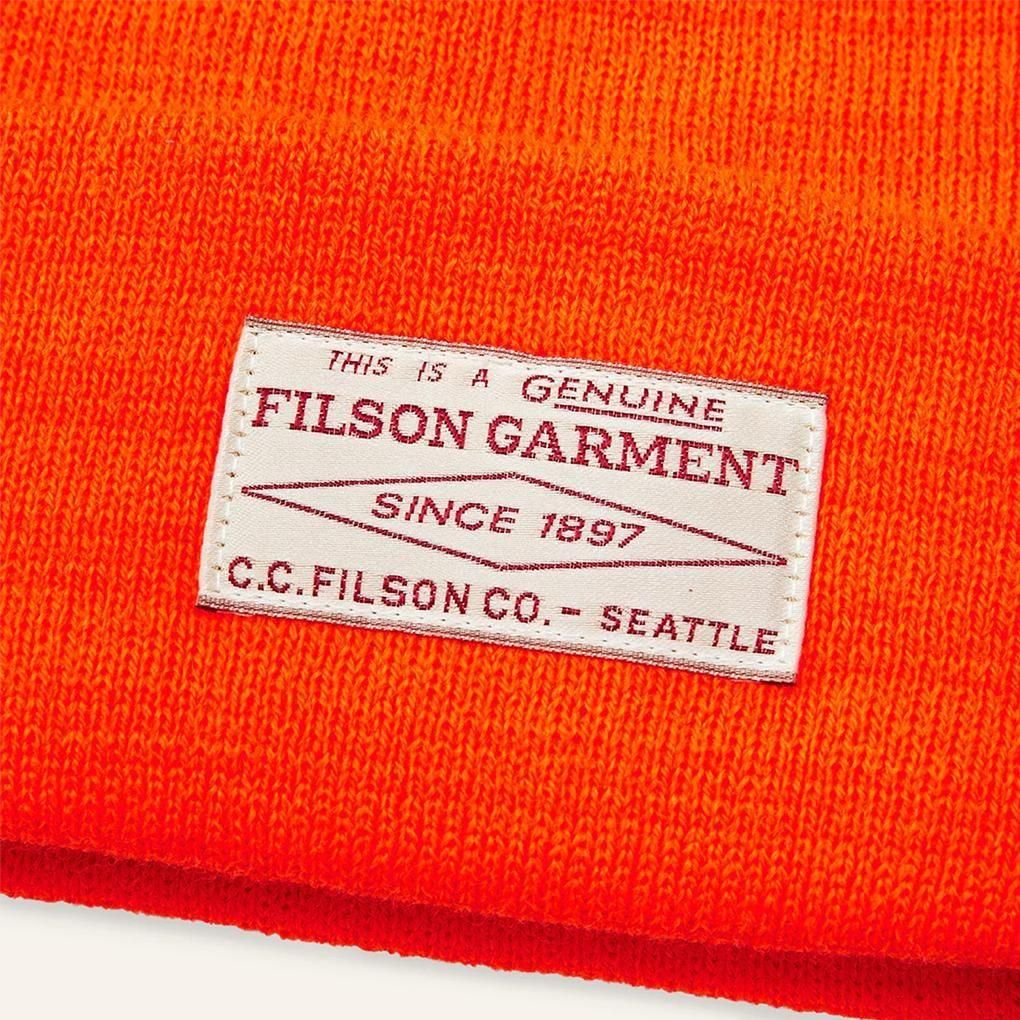 THIS IS A GENUINE
FILSON GARMENT
SINCE 1897
C.C. FILSON CO. - SEATTLE